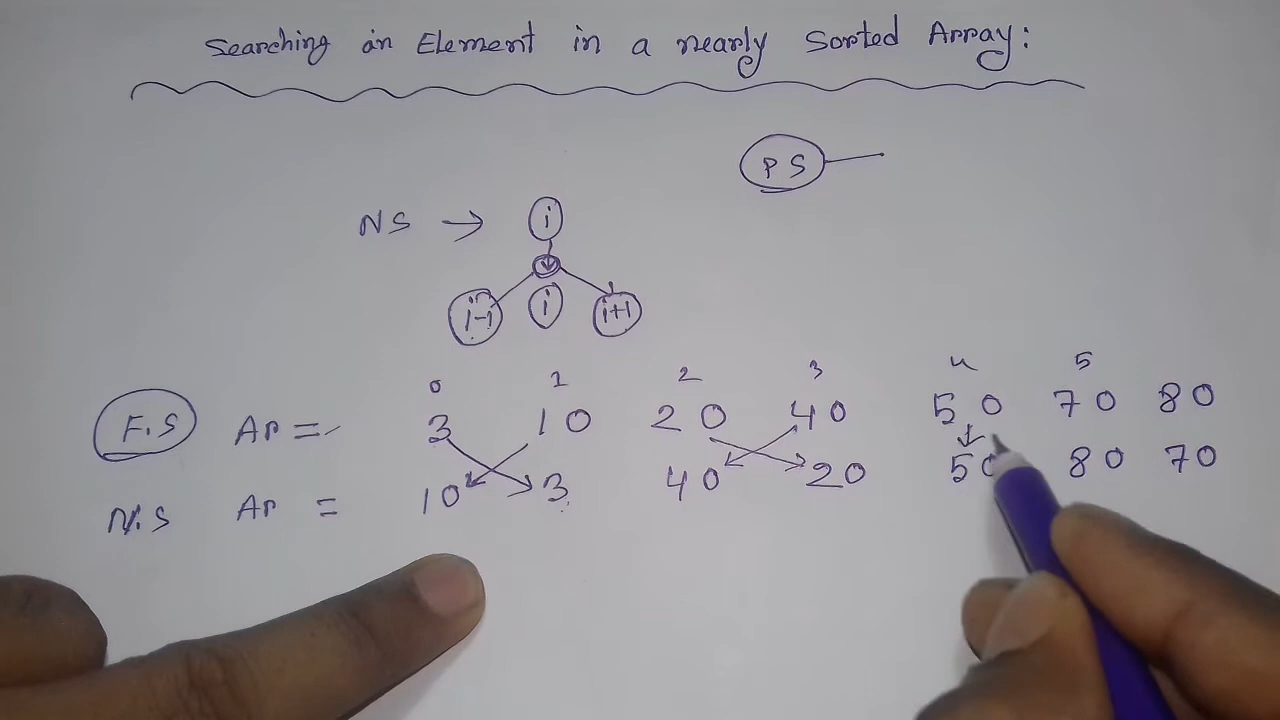 Searching an Element in a nearly Sorted Array:
PS
NS → i
i-1 i i+1
0 1 2 3 4 5
F.S Ar = 3 10 20 40 50 70 80
N.S Ar = 10 3 40 20 50 80 70